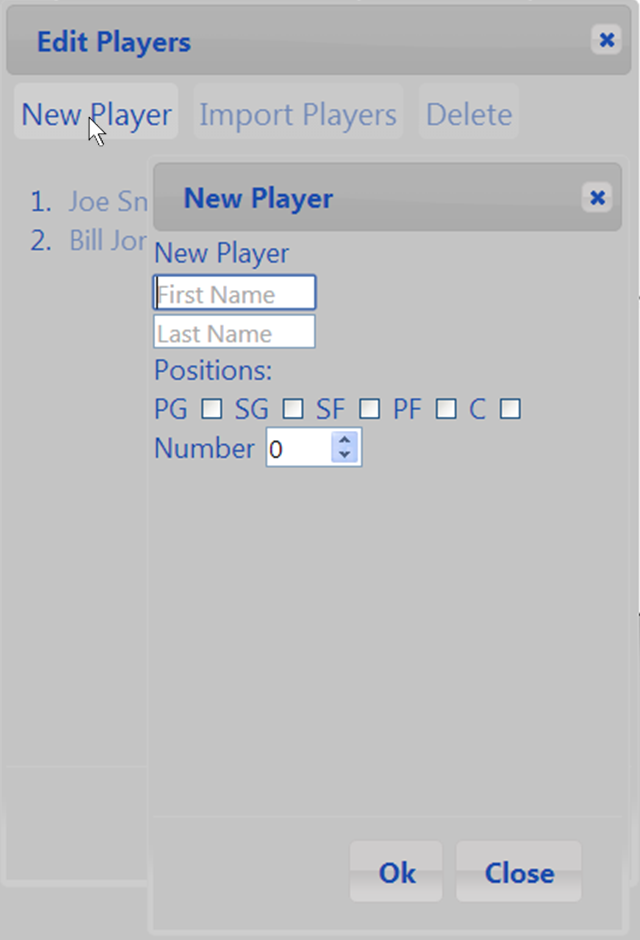 Edit Players
New Player Import Players Delete
1. Joe Sn
2. Bill Jor
New Player
New Player
First Name
Last Name
Positions:
PG SG SF PF C
Number 0
Ok Close